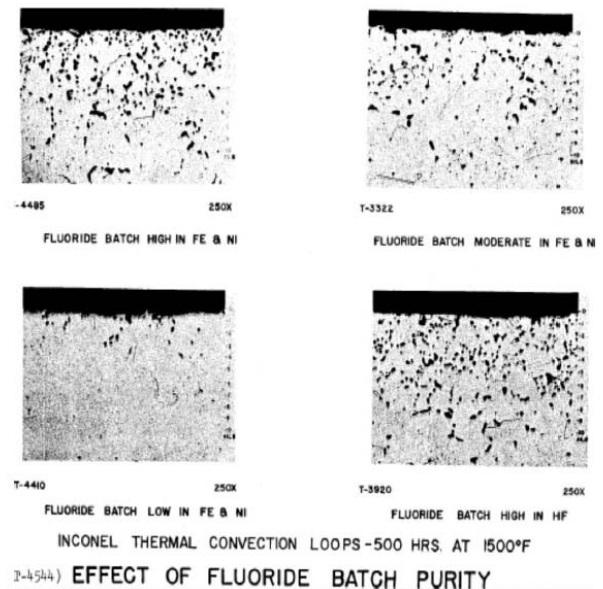 -4485 250X
FLUORIDE BATCH HIGH IN FE & NI
T-3322 250X
FLUORIDE BATCH MODERATE IN FE & NI
T-4410 250X
FLUORIDE BATCH LOW IN FE & NI
T-3920 250X
FLUORIDE BATCH HIGH IN HF
INCONEL THERMAL CONVECTION LOOPS-500 HRS. AT 1500°F
P-4544) EFFECT OF FLUORIDE BATCH PURITY